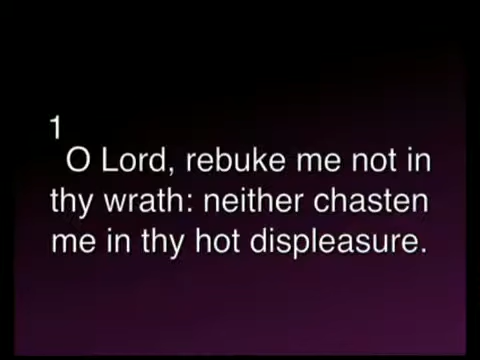 1
O Lord, rebuke me not in
thy wrath: neither chasten
me in thy hot displeasure.